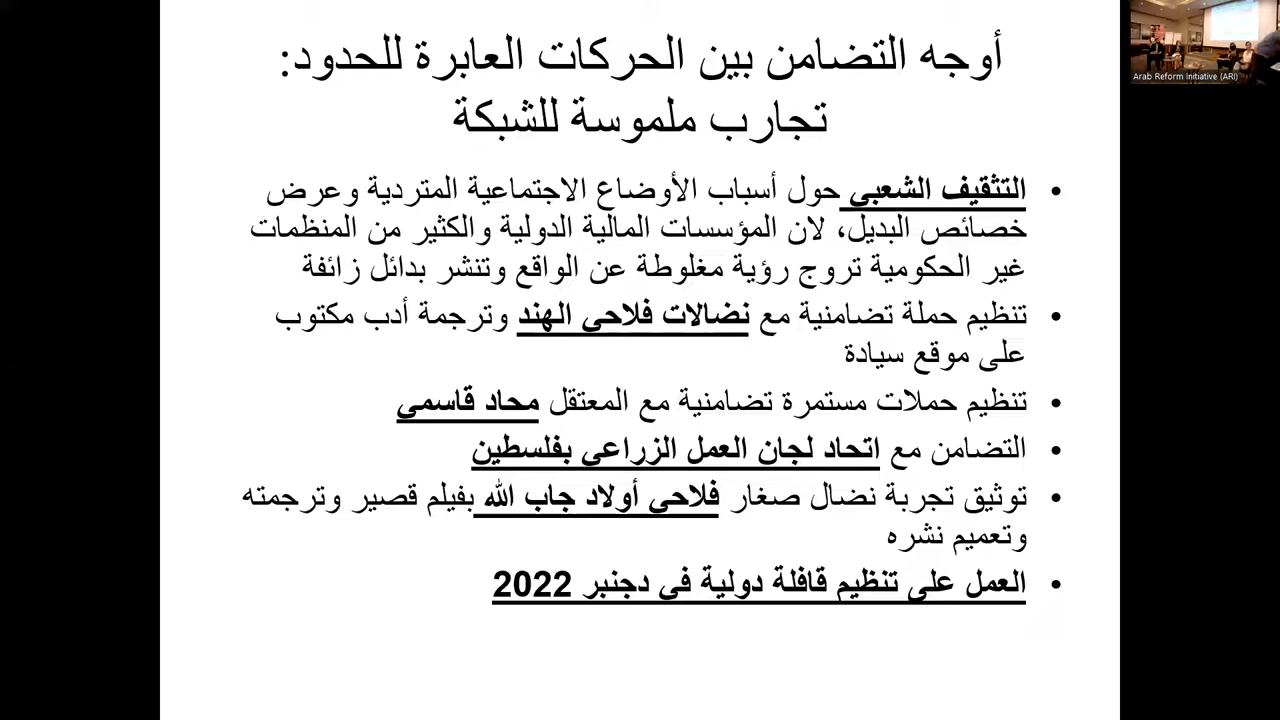 أوجه التضامن بين الحركات العابرة للحدود:
تجارب ملموسة للشبكة
• التثقيف الشعبي حول أسباب الأوضاع الاجتماعية المتردية وعرض
خصائص البديل، لان المؤسسات المالية الدولية والكثير من المنظمات
غير الحكومية تروج رؤية مغلوطة عن الواقع وتنشر بدائل زائفة
• تنظيم حملة تضامنية مع نضالات فلاحي الهند وترجمة أدب مكتوب
على موقع سيادة
• تنظيم حملات مستمرة تضامنية مع المعتقل محاد قاسمي
• التضامن مع اتحاد لجان العمل الزراعي بفلسطين
• توثيق تجربة نضال صغار فلاحي أولاد جاب الله بفيلم قصير وترجمته
وتعميم نشره
• العمل على تنظيم قافلة دولية في دجنبر 2022
Arab Reform Initiative (ARI)